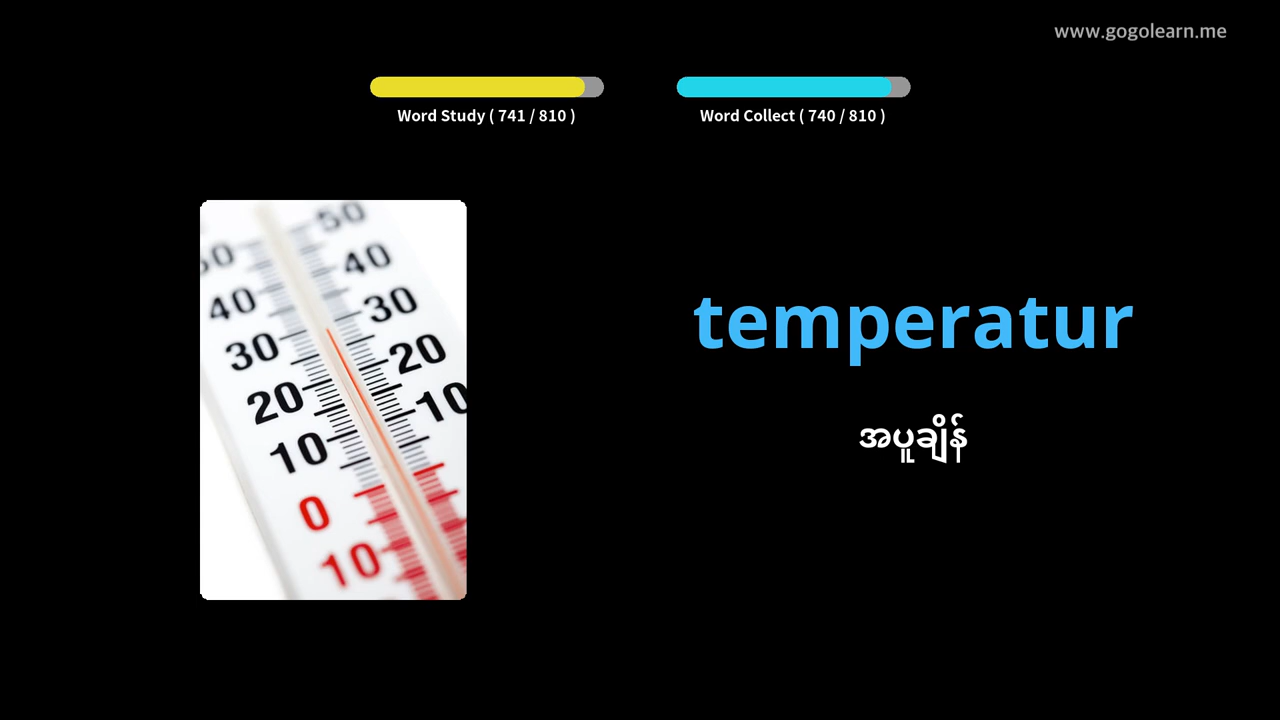 www.gogolearn.me
Word Study ( 741 / 810 )
Word Collect ( 740 / 810 )
50
50
40
40
30
30
20
20
10
10
0
10
temperatur
အပူချိန်